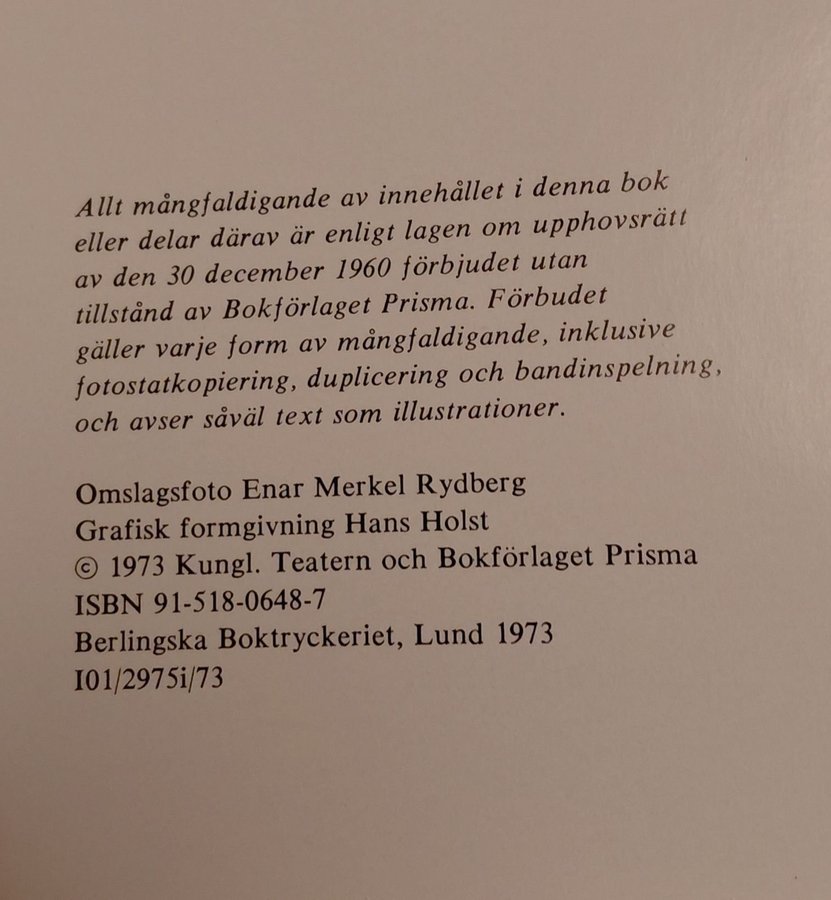 Allt mångfaldigande av innehållet i denna bok
eller delar därav är enligt lagen om upphovsrätt
av den 30 december 1960 förbjudet utan
tillstånd av Bokförlaget Prisma. Förbudet
gäller varje form av mångfaldigande, inklusive
fotostatkopiering, duplicering och bandinspelning,
och avser såväl text som illustrationer.
Omslagsfoto Enar Merkel Rydberg
Grafisk formgivning Hans Holst
© 1973 Kungl. Teatern och Bokförlaget Prisma
ISBN 91-518-0648-7
Berlingska Boktryckeriet, Lund 1973
I01/2975i/73